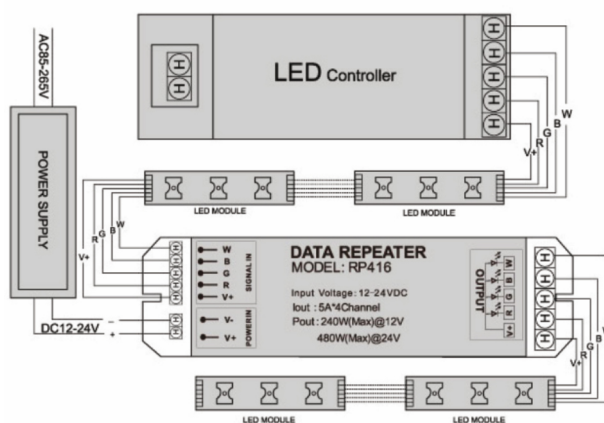 AC85-265V
LED Controller
W
B
G
R
V+
POWER SUPPLY
LED MODULE
LED MODULE
V+
R
G
B
W
DATA REPEATER
MODEL: RP416
Input Voltage: 12-24VDC
Iout : 5A*4Channel
Pout: 240W(Max)@12V
480W(Max)@24V
W
B
G
R
V+
SIGNAL IN
V-
V+
POWER IN
OUTPUT
W
B
G
R
V+
DC12-24V
−
+
V+
R
G
B
LED MODULE
LED MODULE